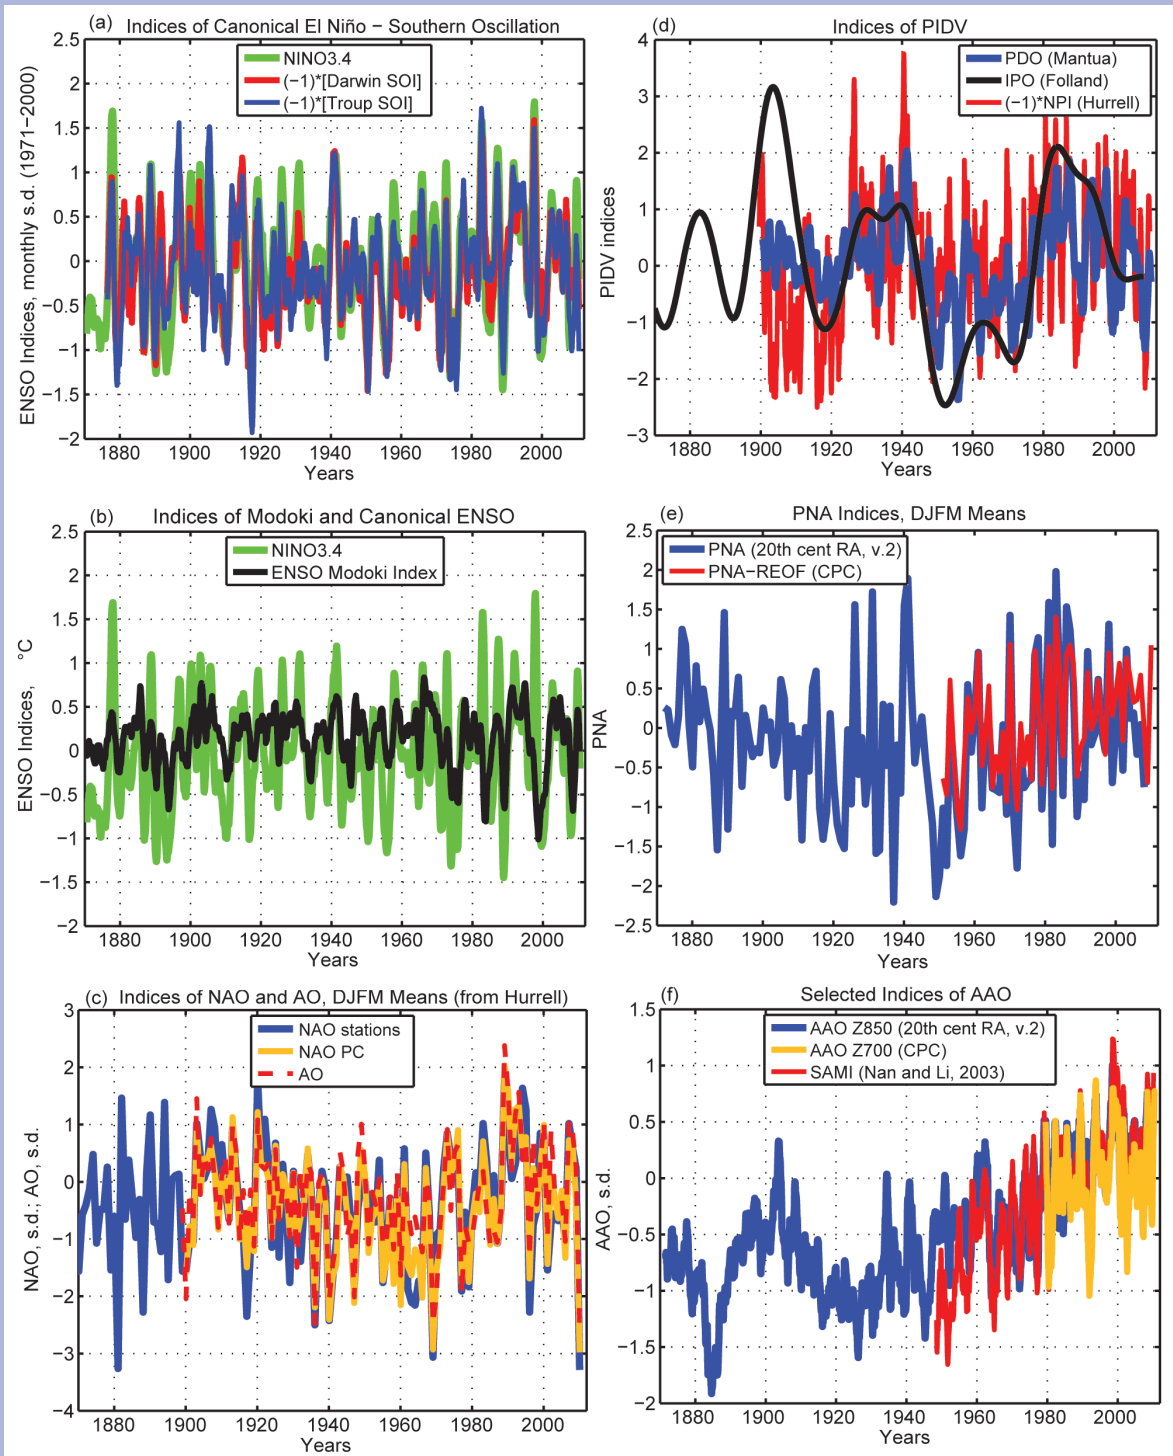 (a) Indices of Canonical El Niño − Southern Oscillation
NINO3.4
(−1)*[Darwin SOI]
(−1)*[Troup SOI]
ENSO Indices, monthly s.d. (1971−2000)
2.5
2
1.5
1
0.5
0
−0.5
−1
−1.5
−2
1880 1900 1920 1940 1960 1980 2000
Years
(d) Indices of PIDV
PDO (Mantua)
IPO (Folland)
(−1)*NPI (Hurrell)
PIDV indices
4
3
2
1
0
−1
−2
−3
1880 1900 1920 1940 1960 1980 2000
Years
(b) Indices of Modoki and Canonical ENSO
NINO3.4
ENSO Modoki Index
ENSO Indices, °C
2.5
2
1.5
1
0.5
0
−0.5
−1
−1.5
−2
1880 1900 1920 1940 1960 1980 2000
Years
(e) PNA Indices, DJFM Means
PNA (20th cent RA, v.2)
PNA−REOF (CPC)
PNA
2.5
2
1.5
1
0.5
0
−0.5
−1
−1.5
−2
−2.5
1880 1900 1920 1940 1960 1980 2000
Years
(c) Indices of NAO and AO, DJFM Means (from Hurrell)
NAO stations
NAO PC
AO
NAO, s.d.; AO, s.d.
3
2
1
0
−1
−2
−3
−4
1880 1900 1920 1940 1960 1980 2000
Years
(f) Selected Indices of AAO
AAO Z850 (20th cent RA, v.2)
AAO Z700 (CPC)
SAMI (Nan and Li, 2003)
AAO, s.d.
1.5
1
0.5
0
−0.5
−1
−1.5
−2
1880 1900 1920 1940 1960 1980 2000
Years